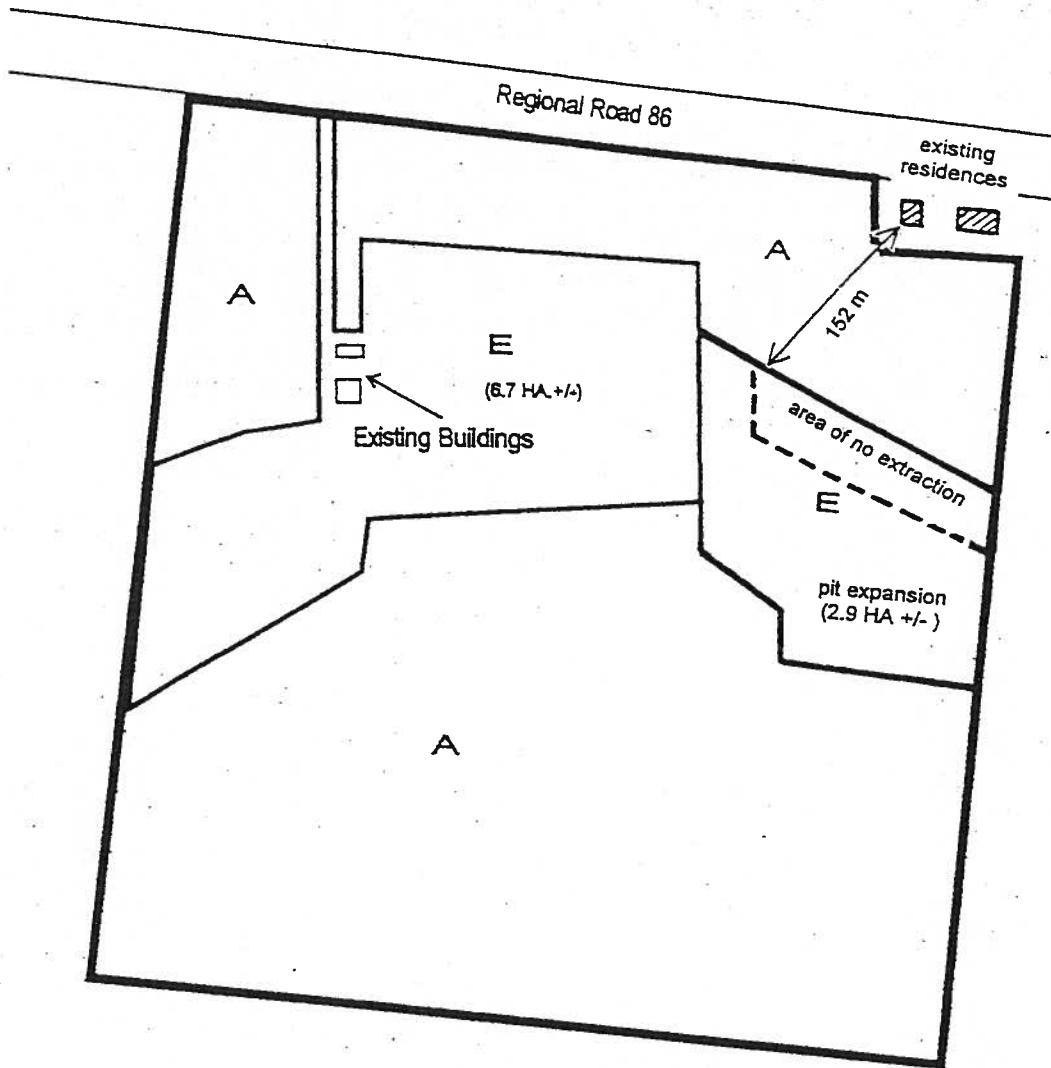 Regional Road 86
existing
residences
A
A
152 m
E
(6.7 HA.+/-)
Existing Buildings
area of no extraction
E
pit expansion
(2.9 HA +/- )
A